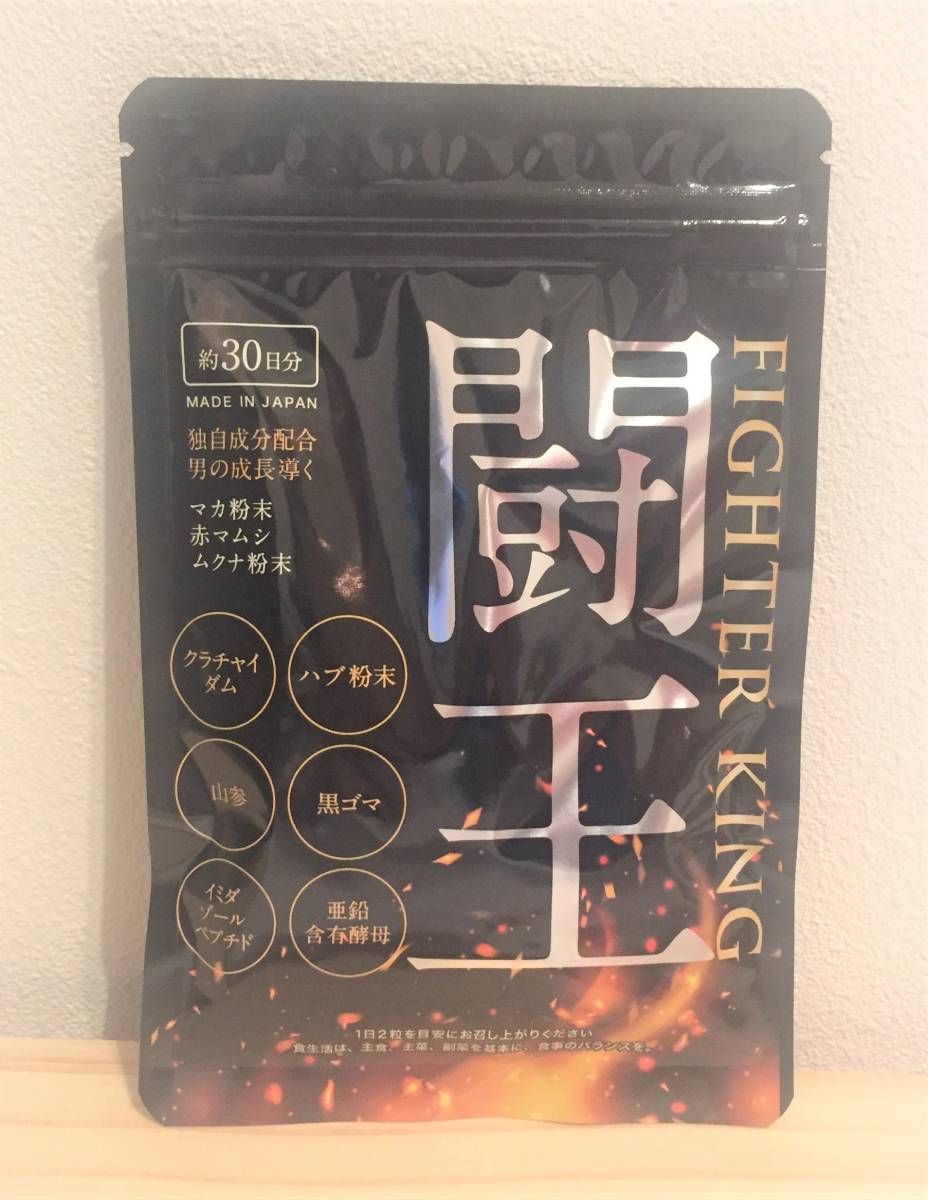 闘王
FIGHTER KING
約30日分
MADE IN JAPAN
独自成分配合
男の成長導く
マカ粉末
赤マムシ
ムクナ粉末
クラチャイ
ダム
ハブ粉末
山参
黒ゴマ
イミダ
ゾール
ペプチド
亜鉛
含有酵母
1日2粒を目安にお召し上がりください
食生活は、主食、主菜、副菜を基本に、食事のバランスを。